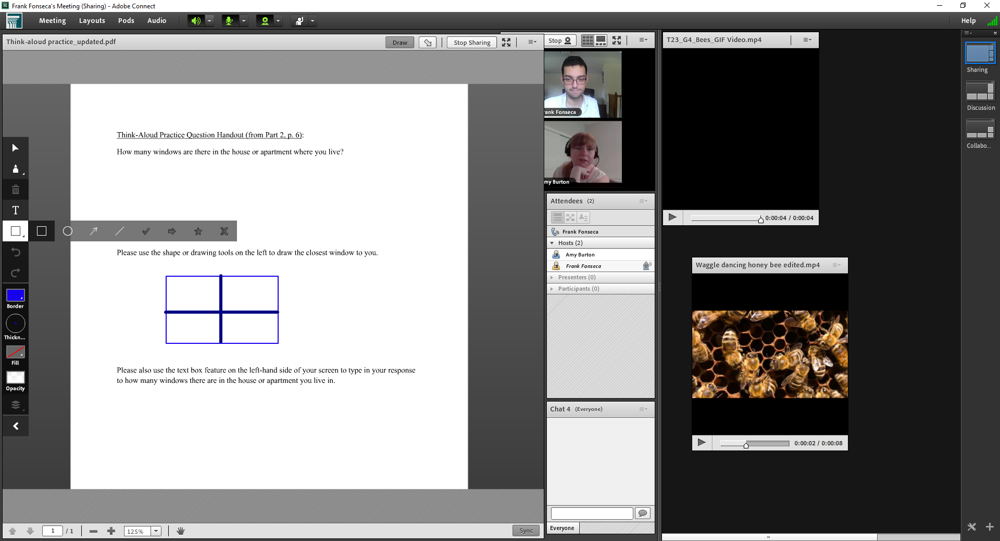 Frank Fonseca's Meeting (Sharing) - Adobe Connect
Meeting Layouts Pods Audio Help
Think-aloud practice_updated.pdf
Draw
Stop Sharing
Think-Aloud Practice Question Handout (from Part 2, p. 6):
How many windows are there in the house or apartment where you live?
T
Please use the shape or drawing tools on the left to draw the closest window to you.
Border
Thickn...
Fill
Opacity
Please also use the text box feature on the left-hand side of your screen to type in your response
to how many windows there are in the house or apartment you live in.
1 / 1
125%
Sync
Stop
rank Fonseca
my Burton
Attendees (2)
Frank Fonseca
Hosts (2)
Amy Burton
Frank Fonseca
Presenters (0)
Participants (0)
Chat 4 (Everyone)
Everyone
T23_G4_Bees_GIF Video.mp4
0:00:04 / 0:00:04
Waggle dancing honey bee edited.mp4
0:00:02 / 0:00:08
Sharing
Discussion
Collabo...